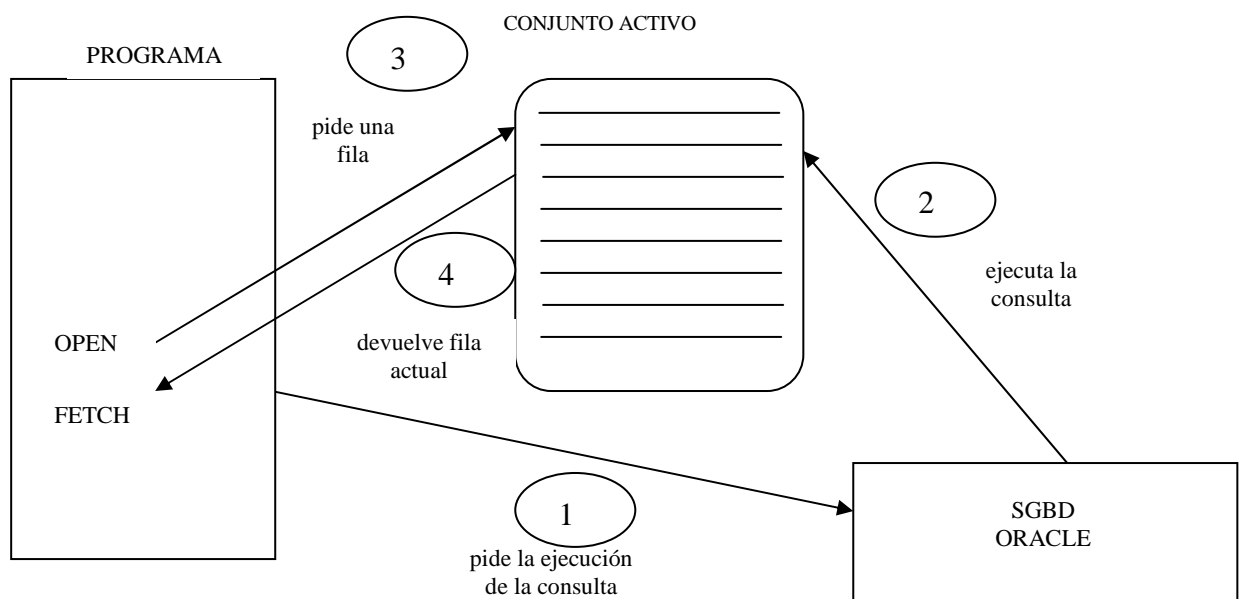 CONJUNTO ACTIVO
PROGRAMA
3
pide una
fila
2
4
ejecuta la
consulta
OPEN
devuelve fila
actual
FETCH
1
SGBD
ORACLE
pide la ejecución
de la consulta